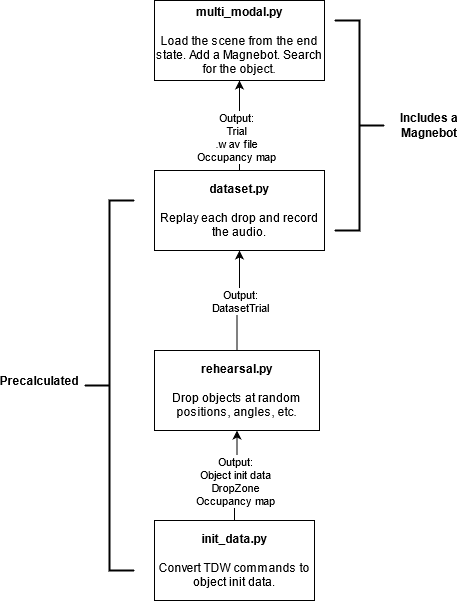 multi_modal.py
Load the scene from the end
state. Add a Magnebot. Search
for the object.
Output:
Trial
.wav file
Occupancy map
Includes a
Magnebot
dataset.py
Replay each drop and record
the audio.
Output:
DatasetTrial
Precalculated
rehearsal.py
Drop objects at random
positions, angles, etc.
Output:
Object init data
DropZone
Occupancy map
init_data.py
Convert TDW commands to
object init data.